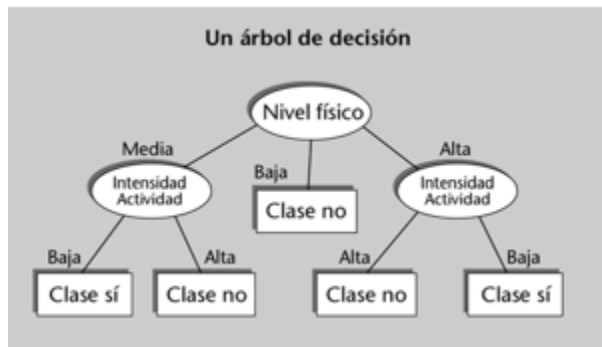 Un árbol de decisión
Nivel físico
Media
Baja
Alta
Intensidad
Actividad
Clase no
Intensidad
Actividad
Baja
Alta
Alta
Baja
Clase sí
Clase no
Clase no
Clase sí